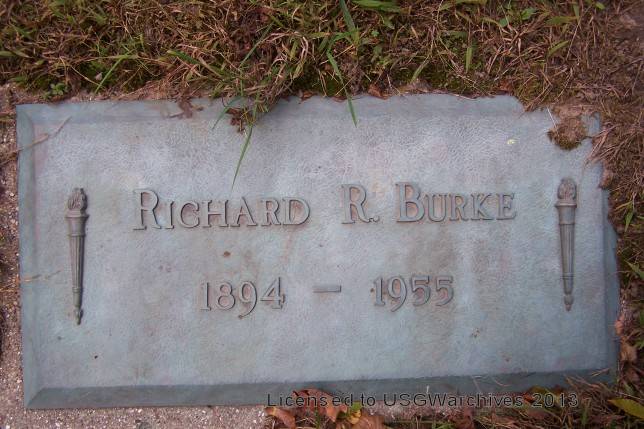 Richard R. Burke
1894 – 1955
Licensed to USGWarchives 2013